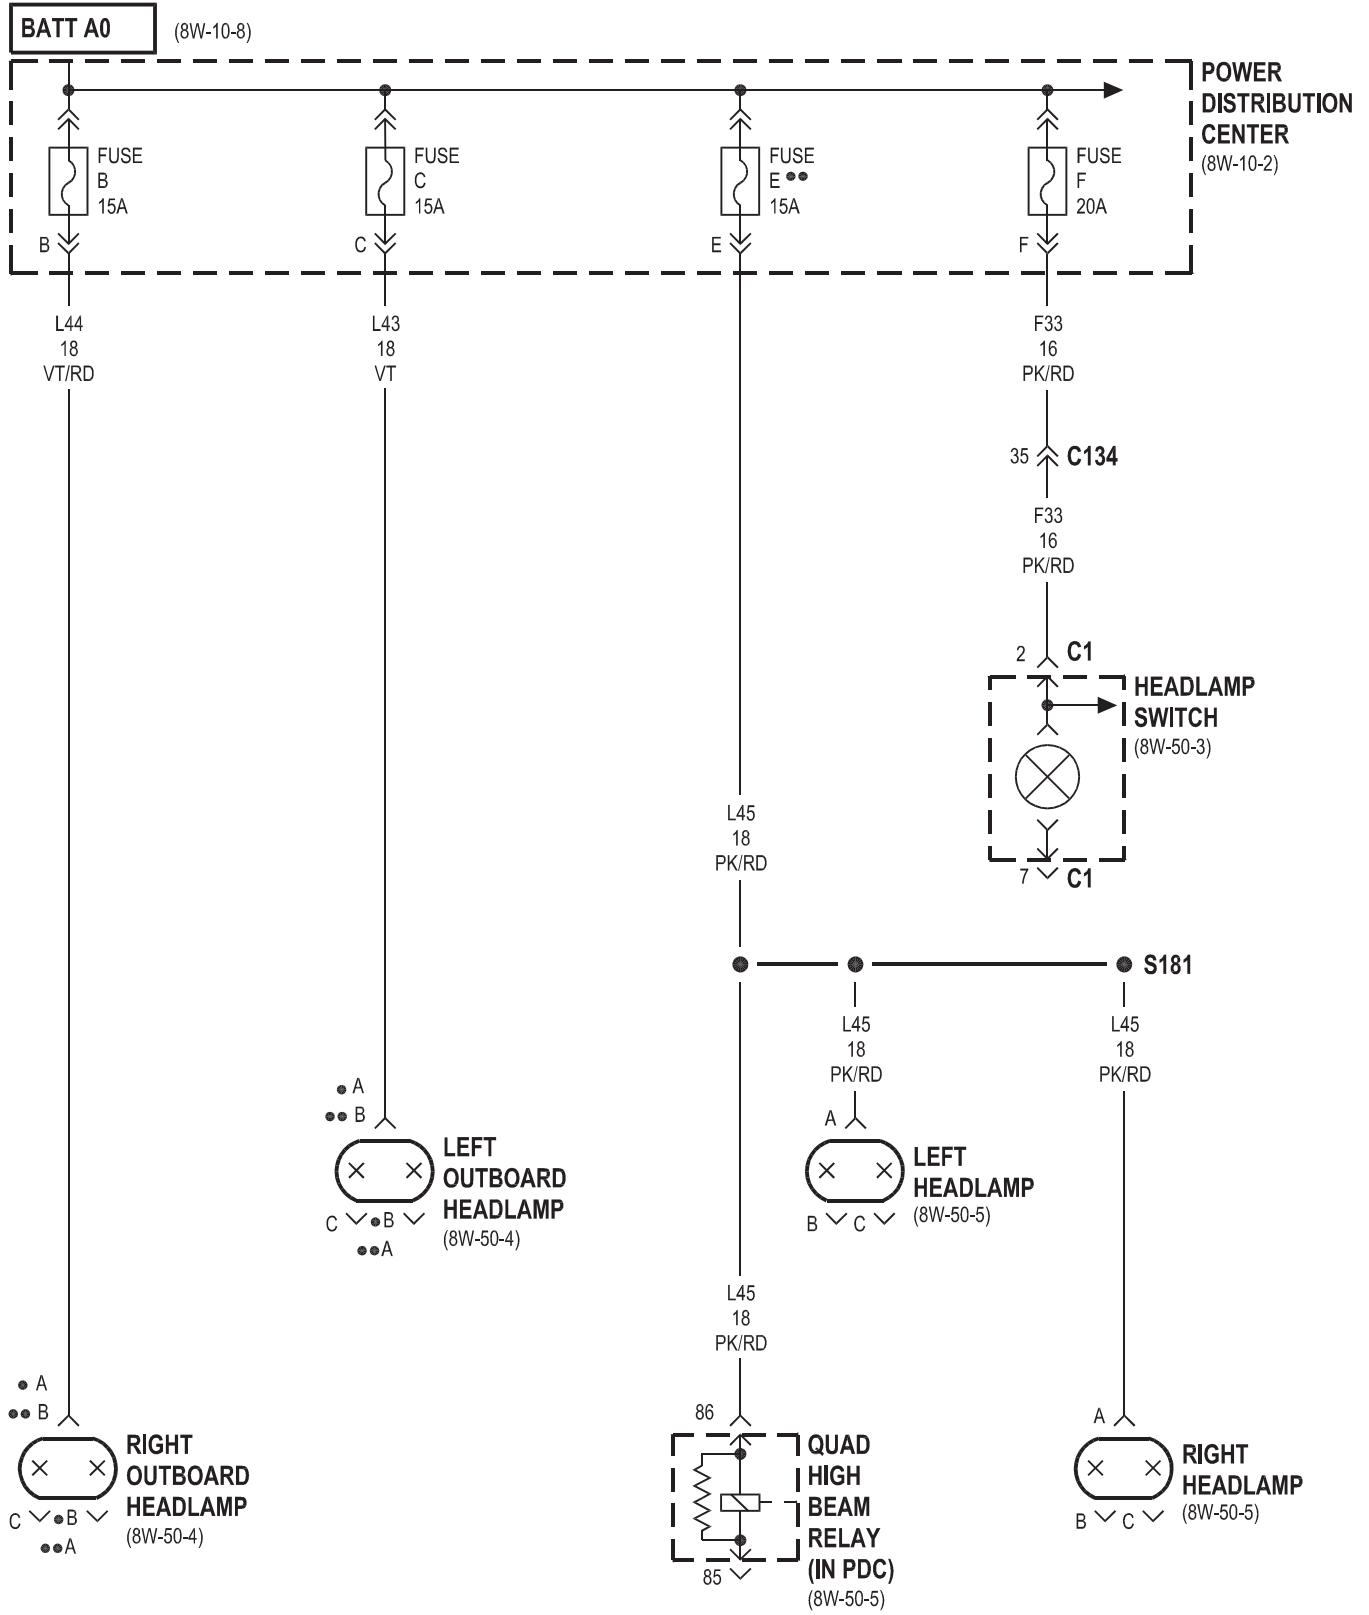 BATT A0
(8W-10-8)
POWER
DISTRIBUTION
CENTER
(8W-10-2)
FUSE
B
15A
FUSE
C
15A
FUSE
E ●●
15A
FUSE
F
20A
B
C
E
F
L44
18
VT/RD
L43
18
VT
F33
16
PK/RD
35
C134
F33
16
PK/RD
2
C1
HEADLAMP
SWITCH
(8W-50-3)
7
C1
L45
18
PK/RD
S181
L45
18
PK/RD
L45
18
PK/RD
● A
●● B
LEFT
OUTBOARD
HEADLAMP
(8W-50-4)
C
●B
●●A
A
LEFT
HEADLAMP
(8W-50-5)
B
C
L45
18
PK/RD
● A
●● B
RIGHT
OUTBOARD
HEADLAMP
(8W-50-4)
C
●B
●●A
86
QUAD
HIGH
BEAM
RELAY
(IN PDC)
(8W-50-5)
85
A
RIGHT
HEADLAMP
(8W-50-5)
B
C